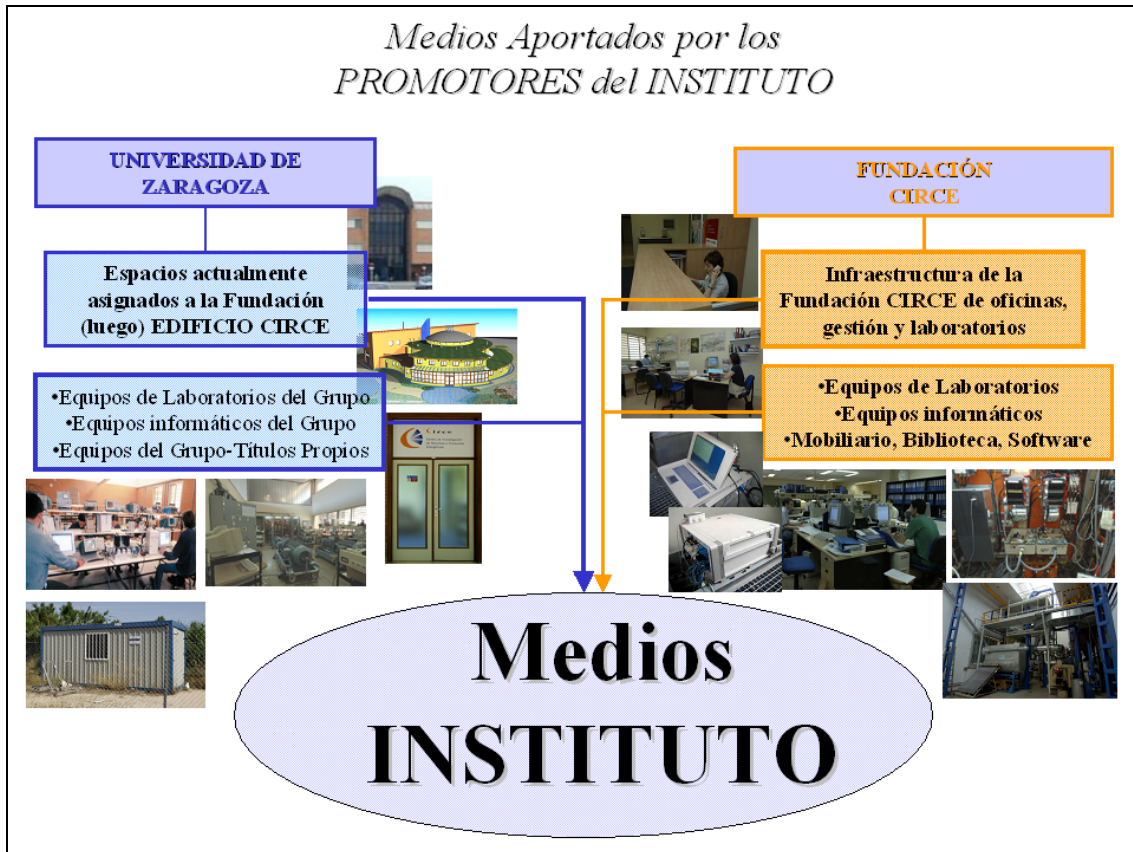 Medios Aportados por los
PROMOTORES del INSTITUTO
UNIVERSIDAD DE
ZARAGOZA
Espacios actualmente
asignados a la Fundación
(luego) EDIFICIO CIRCE
•Equipos de Laboratorios del Grupo
•Equipos informáticos del Grupo
•Equipos del Grupo-Títulos Propios
FUNDACIÓN
CIRCE
Infraestructura de la
Fundación CIRCE de oficinas,
gestión y laboratorios
•Equipos de Laboratorios
•Equipos informáticos
•Mobiliario, Biblioteca, Software
Circe
Medios
INSTITUTO